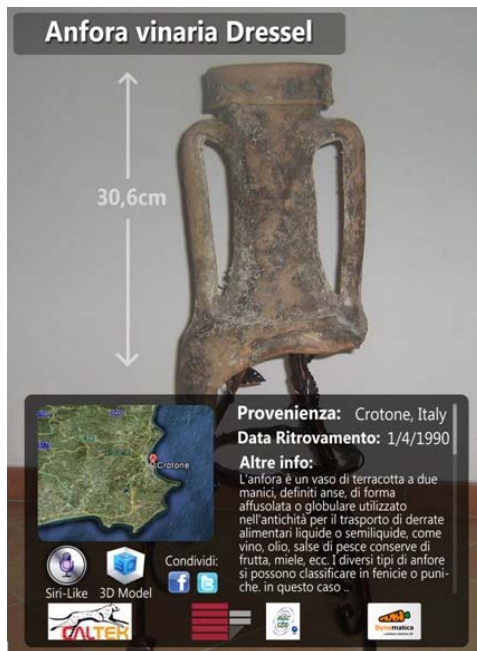 Anfora vinaria Dressel
30,6cm
Provenienza: Crotone, Italy
Data Ritrovamento: 1/4/1990
Altre info:
L'anfora è un vaso di terracotta a due
manici, definiti anse, di forma
affusolata o globulare utilizzato
nell'antichità per il trasporto di derrate
alimentari liquide o semiliquide, come
vino, olio, salse di pesce conserve di
frutta, miele, ecc. I diversi tipi di anfore
si possono classificare in fenicie o puni-
che. in questo caso ..
Crotone
Condividi:
Siri-Like
3D Model
CALTEK
Dynamatica